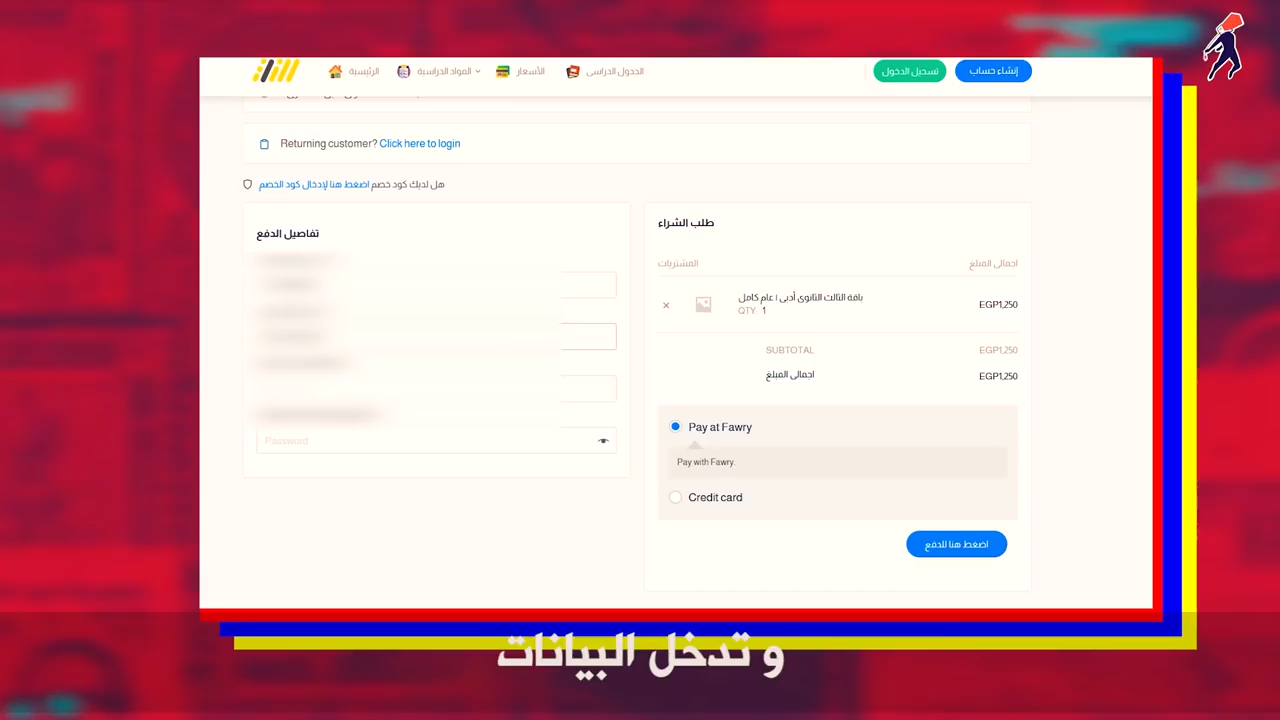 الرئيسية
المواد الدراسية
الأسعار
الجدول الدراسى
تسجيل الدخول
إنشاء حساب
Returning customer? Click here to login
هل لديك كود خصم اضغط هنا لإدخال كود الخصم
تفاصيل الدفع
Password
طلب الشراء
المشتريات
اجمالى المبلغ
باقة الثالث الثانوى أدبى | عام كامل
QTY: 1
EGP1,250
SUBTOTAL
EGP1,250
اجمالى المبلغ
EGP1,250
Pay at Fawry
Pay with Fawry.
Credit card
اضغط هنا للدفع
و تدخل البيانات